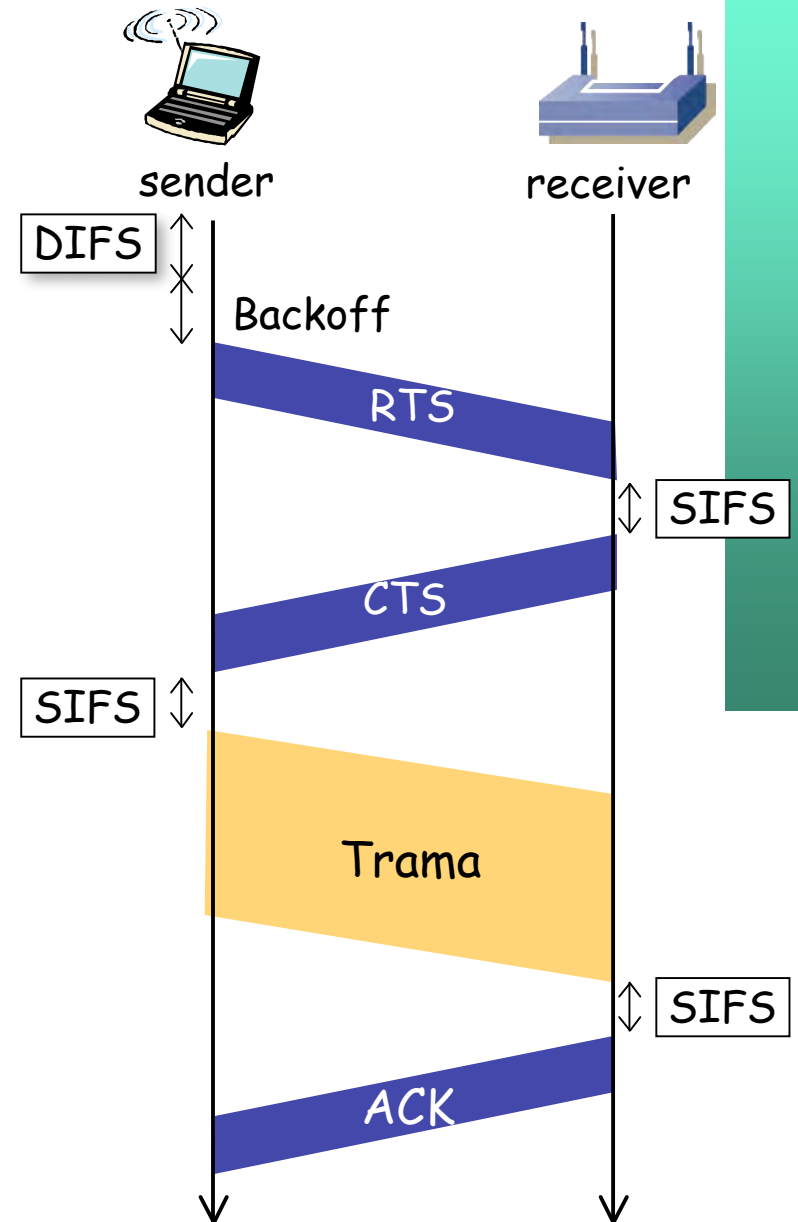 sender
receiver
DIFS
Backoff
RTS
SIFS
CTS
SIFS
Trama
SIFS
ACK